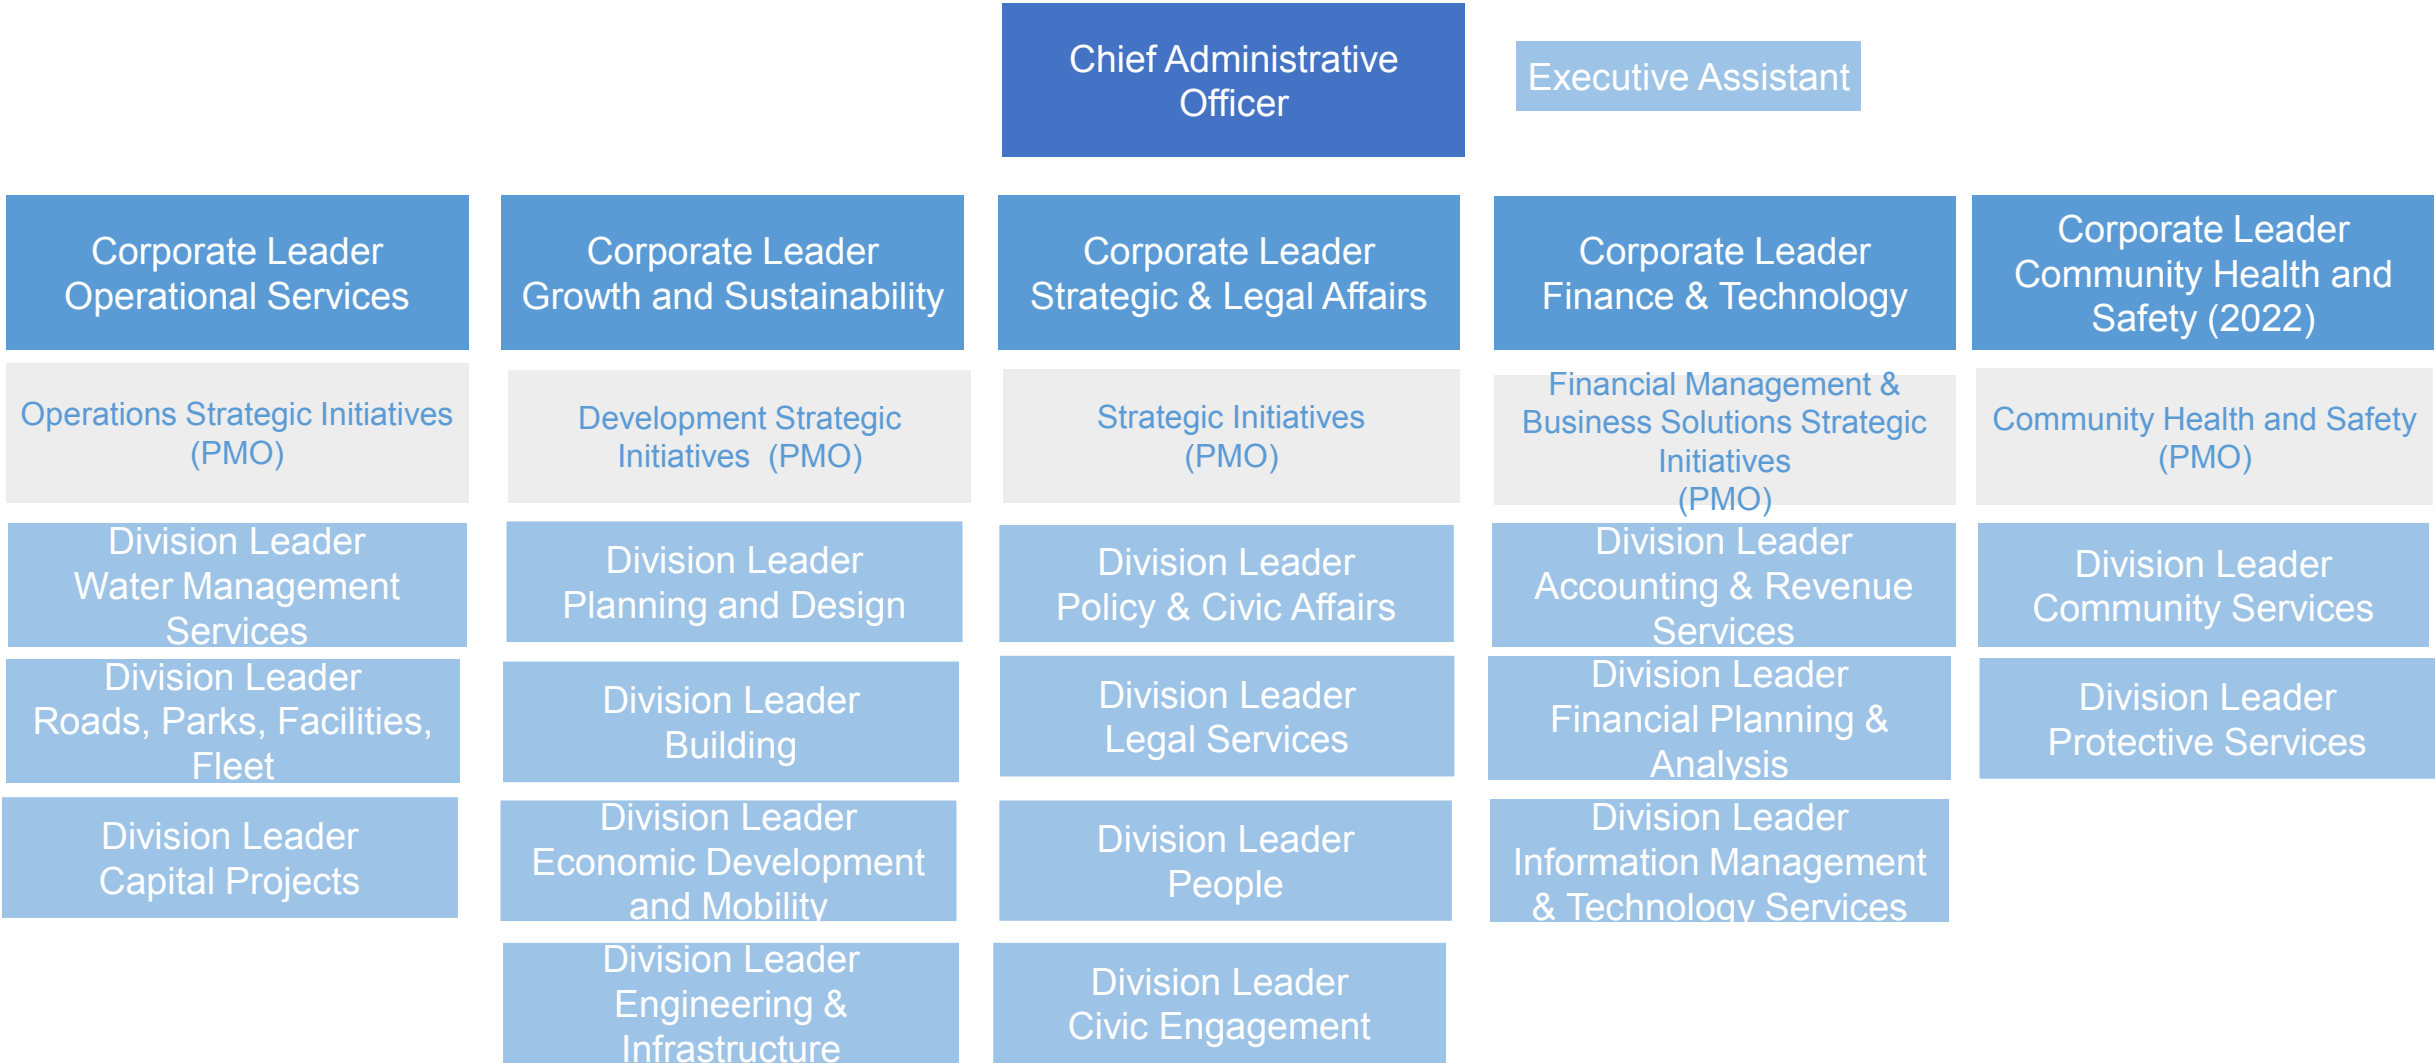 Chief Administrative
Officer
Executive Assistant
Corporate Leader
Operational Services
Corporate Leader
Growth and Sustainability
Corporate Leader
Strategic & Legal Affairs
Corporate Leader
Finance & Technology
Corporate Leader
Community Health and
Safety (2022)
Operations Strategic Initiatives
(PMO)
Development Strategic
Initiatives (PMO)
Strategic Initiatives
(PMO)
Financial Management &
Business Solutions Strategic
Initiatives
(PMO)
Community Health and Safety
(PMO)
Division Leader
Water Management
Services
Division Leader
Planning and Design
Division Leader
Policy & Civic Affairs
Division Leader
Accounting & Revenue
Services
Division Leader
Community Services
Division Leader
Roads, Parks, Facilities,
Fleet
Division Leader
Building
Division Leader
Legal Services
Division Leader
Financial Planning &
Analysis
Division Leader
Protective Services
Division Leader
Capital Projects
Division Leader
Economic Development
and Mobility
Division Leader
People
Division Leader
Information Management
& Technology Services
Division Leader
Engineering &
Infrastructure
Division Leader
Civic Engagement